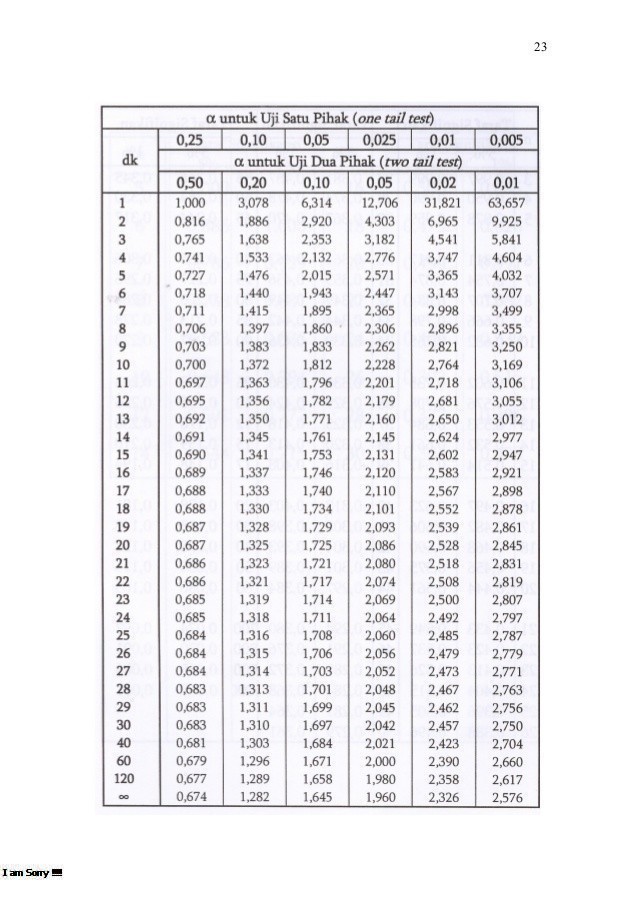 23
α untuk Uji Satu Pihak (one tail test)
dk 0,25 0,10 0,05 0,025 0,01 0,005
α untuk Uji Dua Pihak (two tail test)
0,50 0,20 0,10 0,05 0,02 0,01
1 1,000 3,078 6,314 12,706 31,821 63,657
2 0,816 1,886 2,920 4,303 6,965 9,925
3 0,765 1,638 2,353 3,182 4,541 5,841
4 0,741 1,533 2,132 2,776 3,747 4,604
5 0,727 1,476 2,015 2,571 3,365 4,032
6 0,718 1,440 1,943 2,447 3,143 3,707
7 0,711 1,415 1,895 2,365 2,998 3,499
8 0,706 1,397 1,860 2,306 2,896 3,355
9 0,703 1,383 1,833 2,262 2,821 3,250
10 0,700 1,372 1,812 2,228 2,764 3,169
11 0,697 1,363 1,796 2,201 2,718 3,106
12 0,695 1,356 1,782 2,179 2,681 3,055
13 0,692 1,350 1,771 2,160 2,650 3,012
14 0,691 1,345 1,761 2,145 2,624 2,977
15 0,690 1,341 1,753 2,131 2,602 2,947
16 0,689 1,337 1,746 2,120 2,583 2,921
17 0,688 1,333 1,740 2,110 2,567 2,898
18 0,688 1,330 1,734 2,101 2,552 2,878
19 0,687 1,328 1,729 2,093 2,539 2,861
20 0,687 1,325 1,725 2,086 2,528 2,845
21 0,686 1,323 1,721 2,080 2,518 2,831
22 0,686 1,321 1,717 2,074 2,508 2,819
23 0,685 1,319 1,714 2,069 2,500 2,807
24 0,685 1,318 1,711 2,064 2,492 2,797
25 0,684 1,316 1,708 2,060 2,485 2,787
26 0,684 1,315 1,706 2,056 2,479 2,779
27 0,684 1,314 1,703 2,052 2,473 2,771
28 0,683 1,313 1,701 2,048 2,467 2,763
29 0,683 1,311 1,699 2,045 2,462 2,756
30 0,683 1,310 1,697 2,042 2,457 2,750
40 0,681 1,303 1,684 2,021 2,423 2,704
60 0,679 1,296 1,671 2,000 2,390 2,660
120 0,677 1,289 1,658 1,980 2,358 2,617
∞ 0,674 1,282 1,645 1,960 2,326 2,576
I am Sorry !!!!